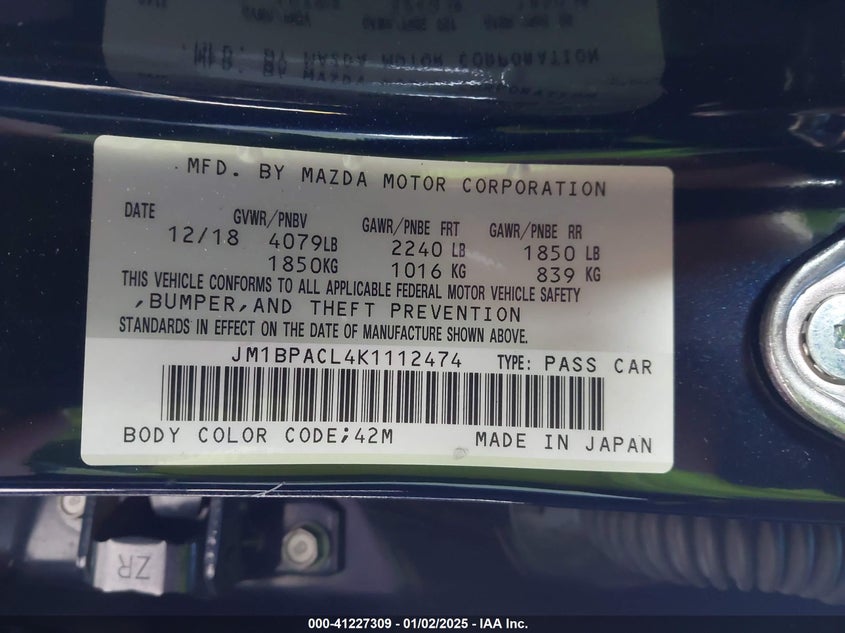 MFD. BY MAZDA MOTOR CORPORATION
DATE GVWR/PNBV GAWR/PNBE FRT GAWR/PNBE RR
12/18 4079LB 2240 LB 1850 LB
1850KG 1016 KG 839 KG
THIS VEHICLE CONFORMS TO ALL APPLICABLE FEDERAL MOTOR VEHICLE SAFETY
,BUMPER,AND THEFT PREVENTION
STANDARDS IN EFFECT ON THE DATE OF MANUFACTURE SHOWN ABOVE.
JM1BPACL4K1112474 TYPE: PASS CAR
BODY COLOR CODE;42M MADE IN JAPAN
ZR
000-41227309 - 01/02/2025 - IAA Inc.